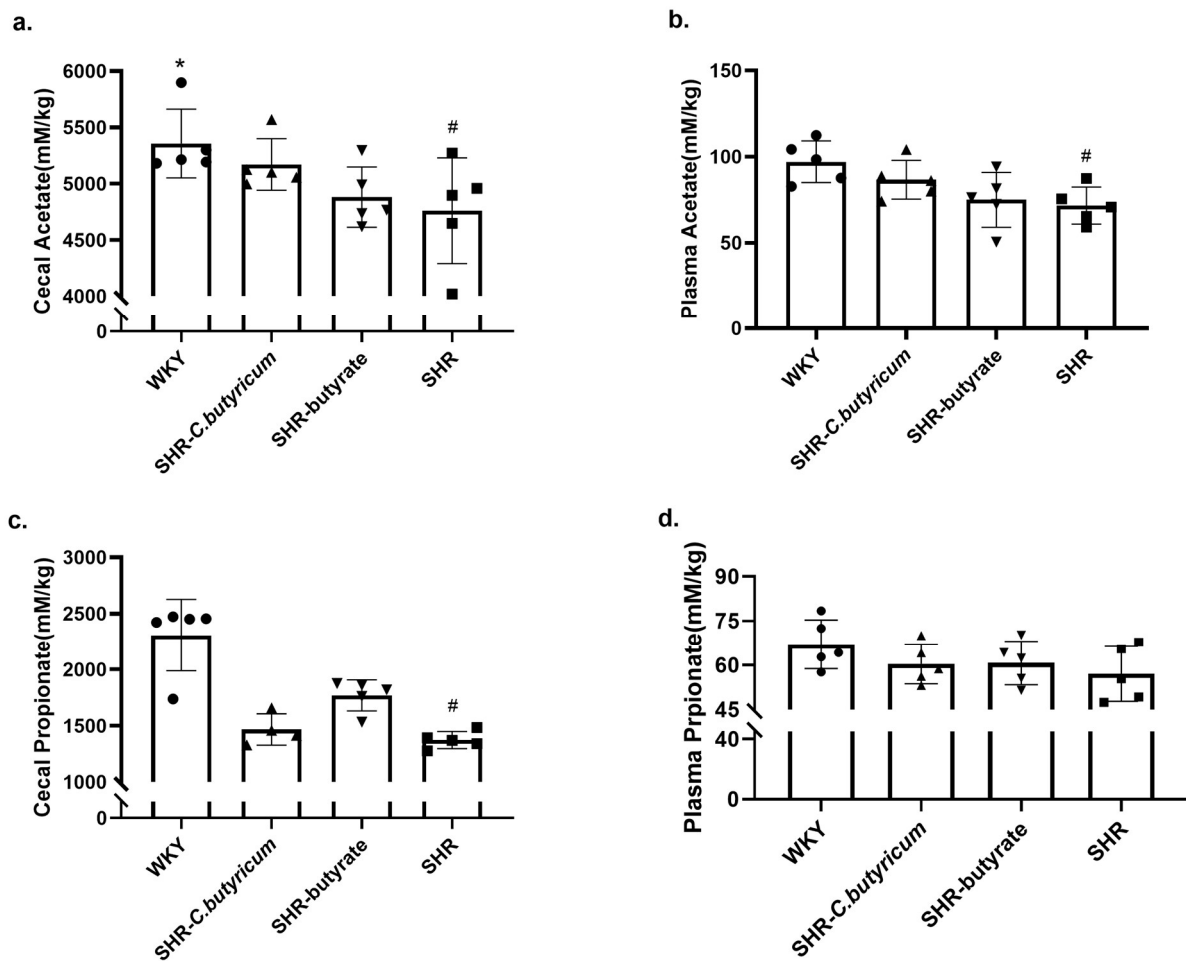 a.
Cecal Acetate(mM/kg)
6000
5500
5000
4500
4000
0
*
#
WKY
SHR-C.butyricum
SHR-butyrate
SHR
b.
Plasma Acetate(mM/kg)
150
100
50
0
#
WKY
SHR-C.butyricum
SHR-butyrate
SHR
c.
Cecal Propionate(mM/kg)
3000
2500
2000
1500
1000
0
#
WKY
SHR-C.butyricum
SHR-butyrate
SHR
d.
Plasma Prpionate(mM/kg)
90
75
60
45
40
0
WKY
SHR-C.butyricum
SHR-butyrate
SHR